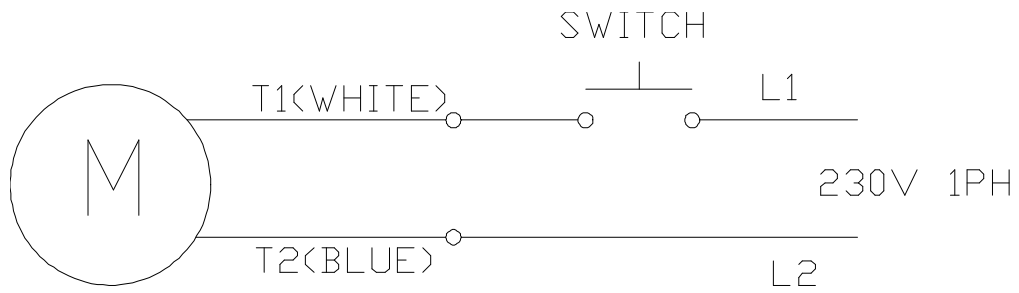 SWITCH
T1(WHITE)
L1
M
230V 1PH
T2(BLUE)
L2